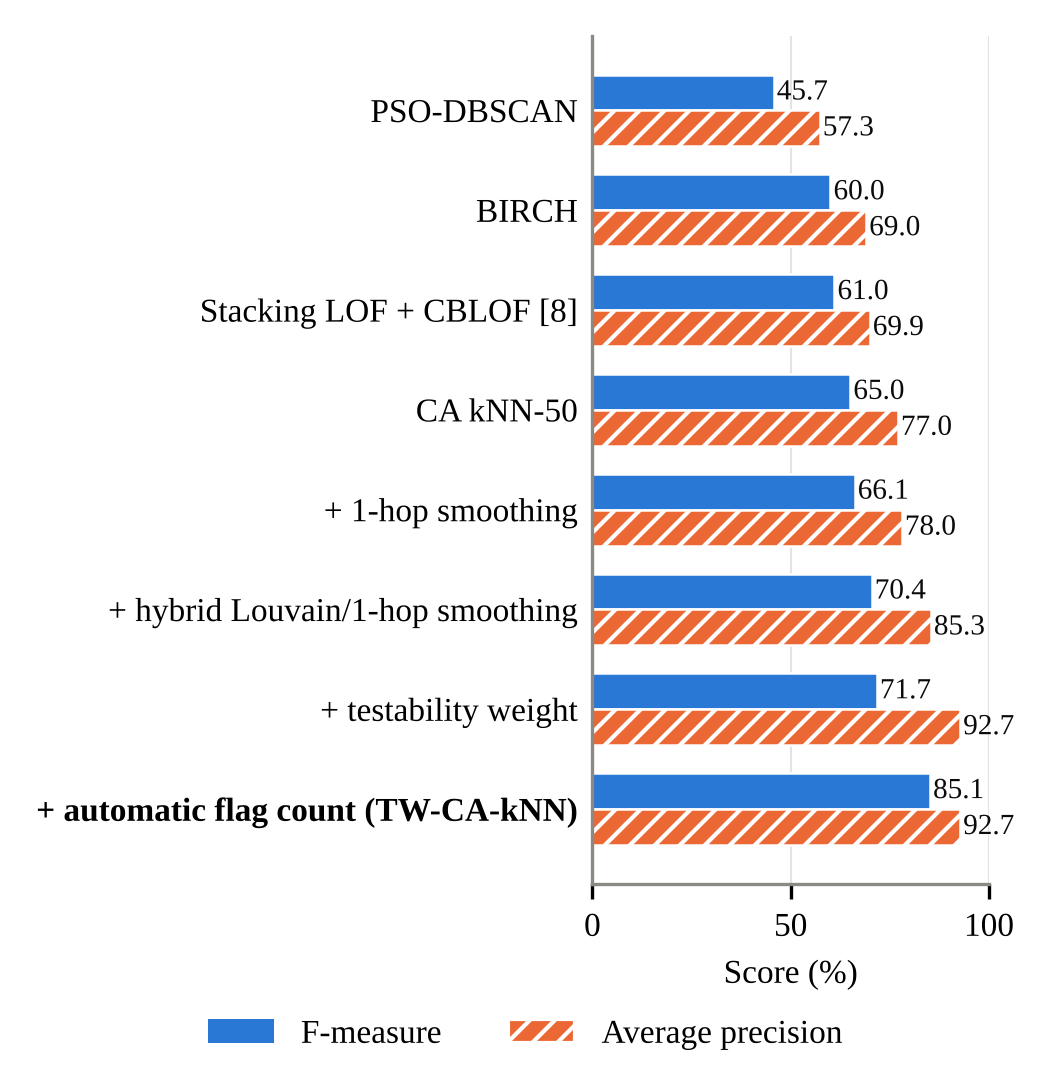 PSO-DBSCAN
45.7
57.3
BIRCH
60.0
69.0
Stacking LOF + CBLOF [8]
61.0
69.9
CA kNN-50
65.0
77.0
+ 1-hop smoothing
66.1
78.0
+ hybrid Louvain/1-hop smoothing
70.4
85.3
+ testability weight
71.7
92.7
+ automatic flag count (TW-CA-kNN)
85.1
92.7
0 50 100
Score (%)
F-measure Average precision